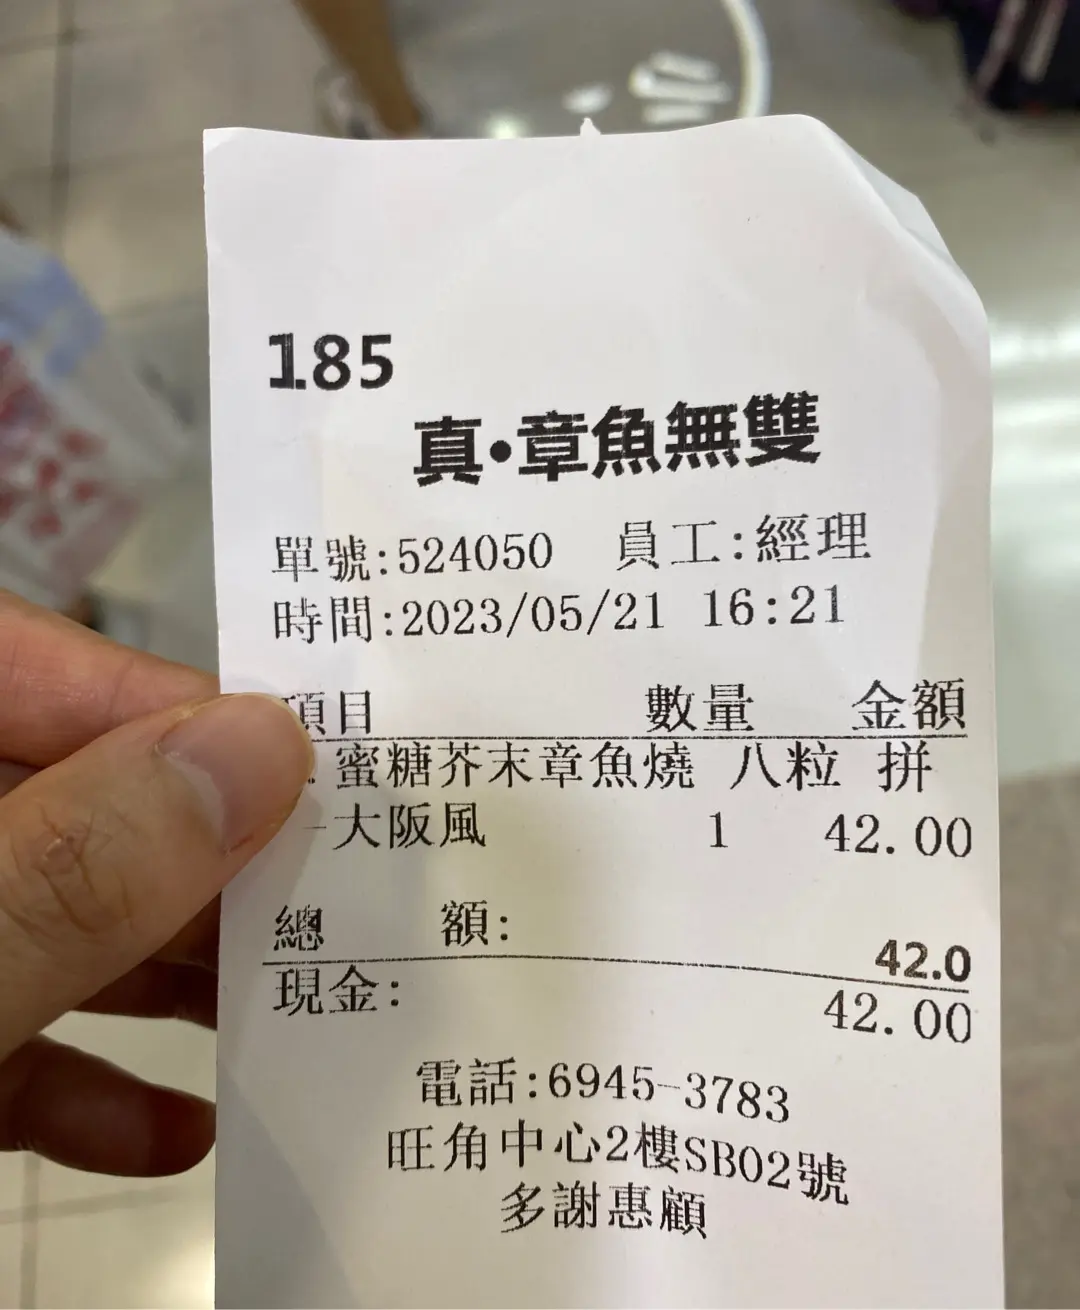 185
真•章魚無雙
單號:524050 員工:經理
時間:2023/05/21 16:21
項目 數量 金額
蜜糖芥末章魚燒 八粒 拼
-大阪風 1 42.00
總 額:
42.0
現金: 42.00
電話:6945-3783
旺角中心2樓SB02號
多謝惠顧